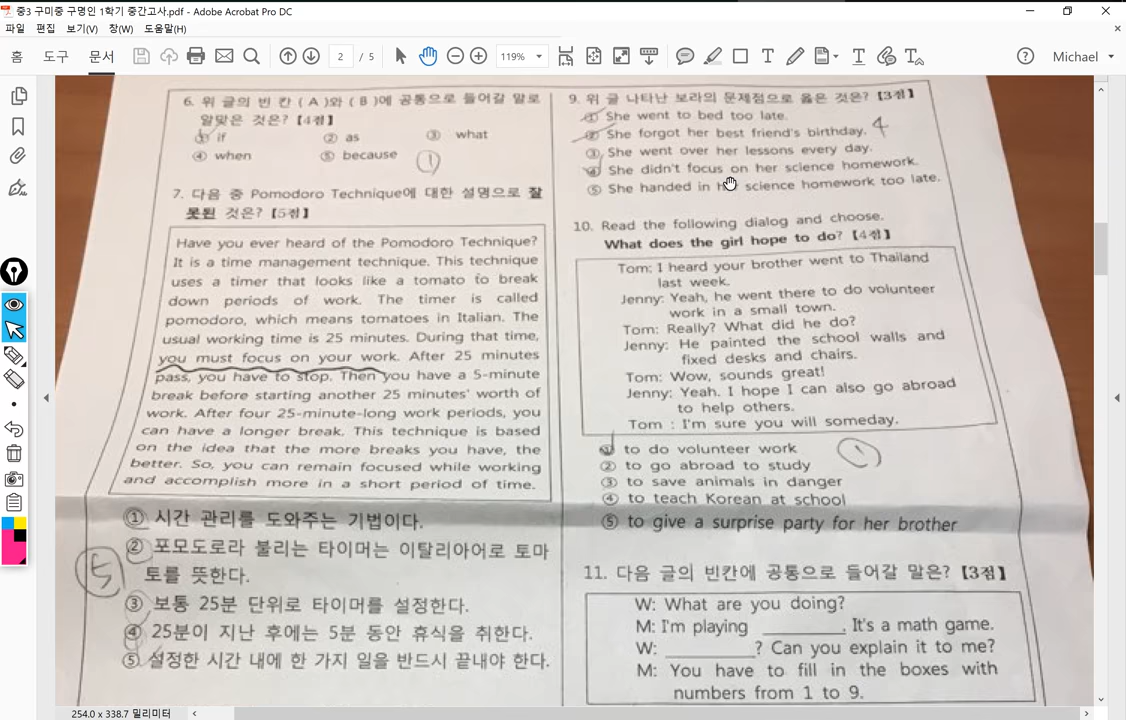 중3 구미중 구명인 1학기 중간고사.pdf - Adobe Acrobat Pro DC
파일 편집 보기(V) 창(W) 도움말(H)
홈 도구 문서 2 / 5 119% Michael
6. 위 글의 빈 칸 ( A )와 ( B )에 공통으로 들어갈 말로
알맞은 것은? 【4점】
① if ② as ③ what
④ when ⑤ because ①
7. 다음 중 Pomodoro Technique에 대한 설명으로 잘
못된 것은? 【5점】
Have you ever heard of the Pomodoro Technique?
It is a time management technique. This technique
uses a timer that looks like a tomato to break
down periods of work. The timer is called
pomodoro, which means tomatoes in Italian. The
usual working time is 25 minutes. During that time,
you must focus on your work. After 25 minutes
pass, you have to stop. Then you have a 5-minute
break before starting another 25 minutes' worth of
work. After four 25-minute-long work periods, you
can have a longer break. This technique is based
on the idea that the more breaks you have, the
better. So, you can remain focused while working
and accomplish more in a short period of time.
① 시간 관리를 도와주는 기법이다.
② 포모도로라 불리는 타이머는 이탈리아어로 토마
토를 뜻한다.
5
③ 보통 25분 단위로 타이머를 설정한다.
④ 25분이 지난 후에는 5분 동안 휴식을 취한다.
⑤ 설정한 시간 내에 한 가지 일을 반드시 끝내야 한다.
9. 위 글 나타난 보라의 문제점으로 옳은 것은? 【3점】
① She went to bed too late.
② She forgot her best friend's birthday. 4
③ She went over her lessons every day.
④ She didn't focus on her science homework.
⑤ She handed in science homework too late.
10. Read the following dialog and choose.
What does the girl hope to do? 【4점】
Tom: I heard your brother went to Thailand
last week.
Jenny: Yeah, he went there to do volunteer
work in a small town.
Tom: Really? What did he do?
Jenny: He painted the school walls and
fixed desks and chairs.
Tom: Wow, sounds great!
Jenny: Yeah. I hope I can also go abroad
to help others.
Tom : I'm sure you will someday.
① to do volunteer work ①
② to go abroad to study
③ to save animals in danger
④ to teach Korean at school
⑤ to give a surprise party for her brother
11. 다음 글의 빈칸에 공통으로 들어갈 말은? 【3점】
W: What are you doing?
M: I'm playing ________. It's a math game.
W: ________? Can you explain it to me?
M: You have to fill in the boxes with
numbers from 1 to 9.
254.0 x 338.7 밀리미터